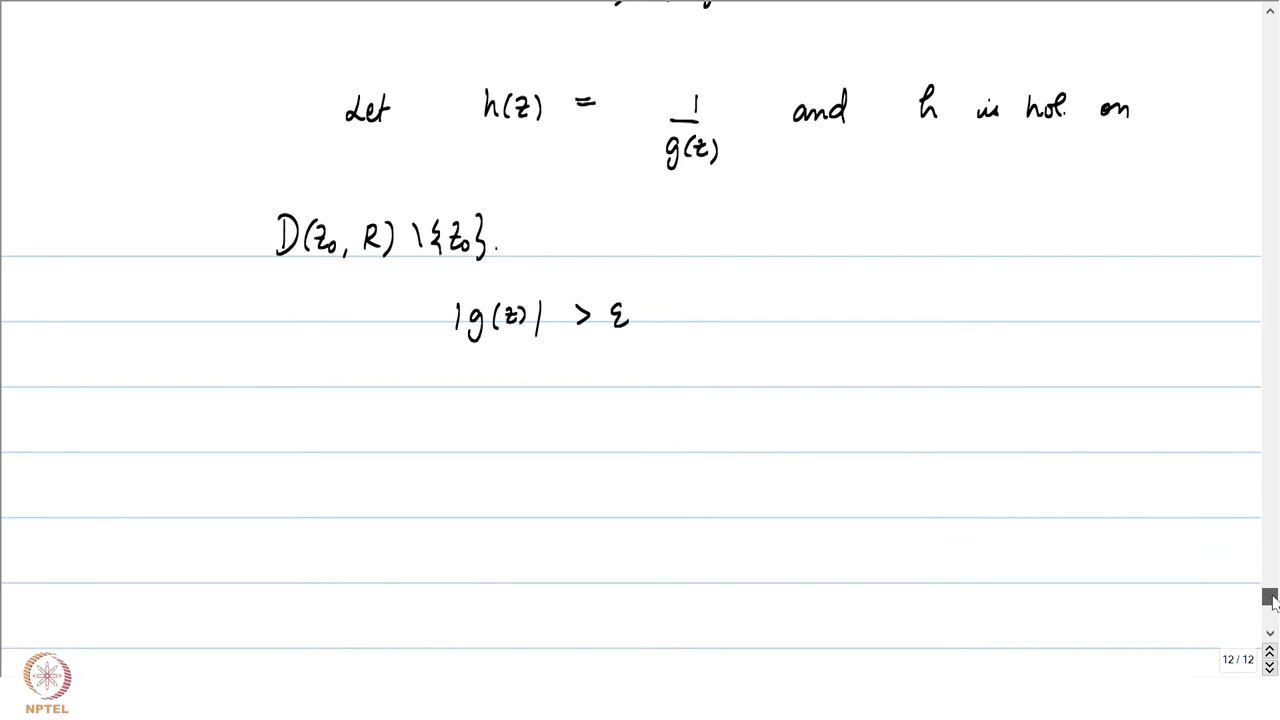 Let h(z) = 1/g(z) and h is hol. on
D(z₀, R) \ {z₀}.
|g(z)| > ε
12 / 12
NPTEL